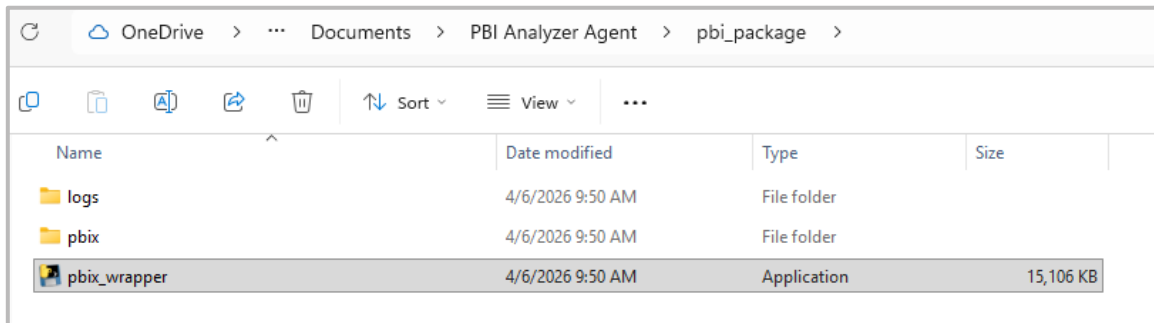 OneDrive > ... Documents > PBI Analyzer Agent > pbi_package >
Sort View ...
Name Date modified Type Size
logs 4/6/2026 9:50 AM File folder
pbix 4/6/2026 9:50 AM File folder
pbix_wrapper 4/6/2026 9:50 AM Application 15,106 KB